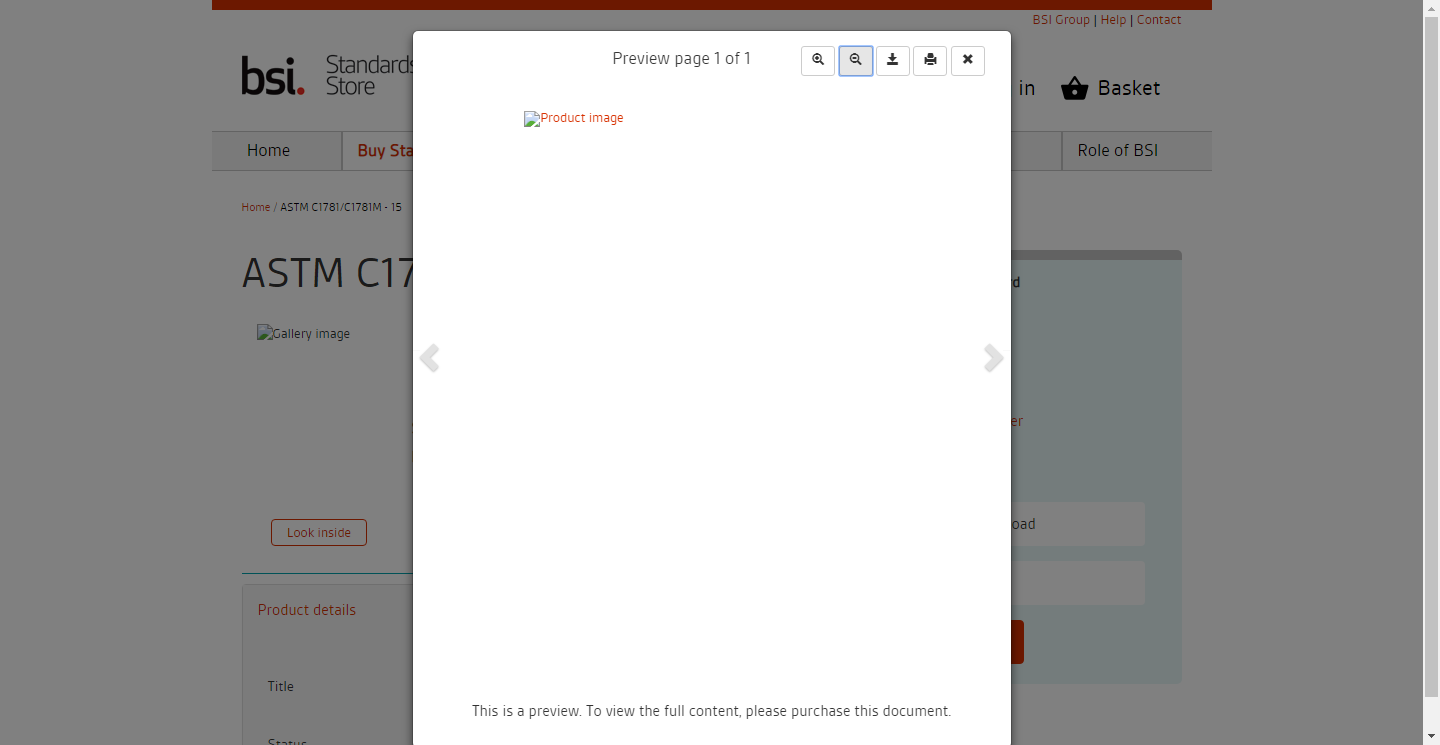 BSI Group | Help | Contact
Preview page 1 of 1
bsi. Standards
Store
in
Basket
Home
Buy Sta
Role of BSI
Product image
Home / ASTM C1781/C1781M - 15
ASTM C17
rd
Gallery image
er
oad
Look inside
Product details
Title
This is a preview. To view the full content, please purchase this document.
Status